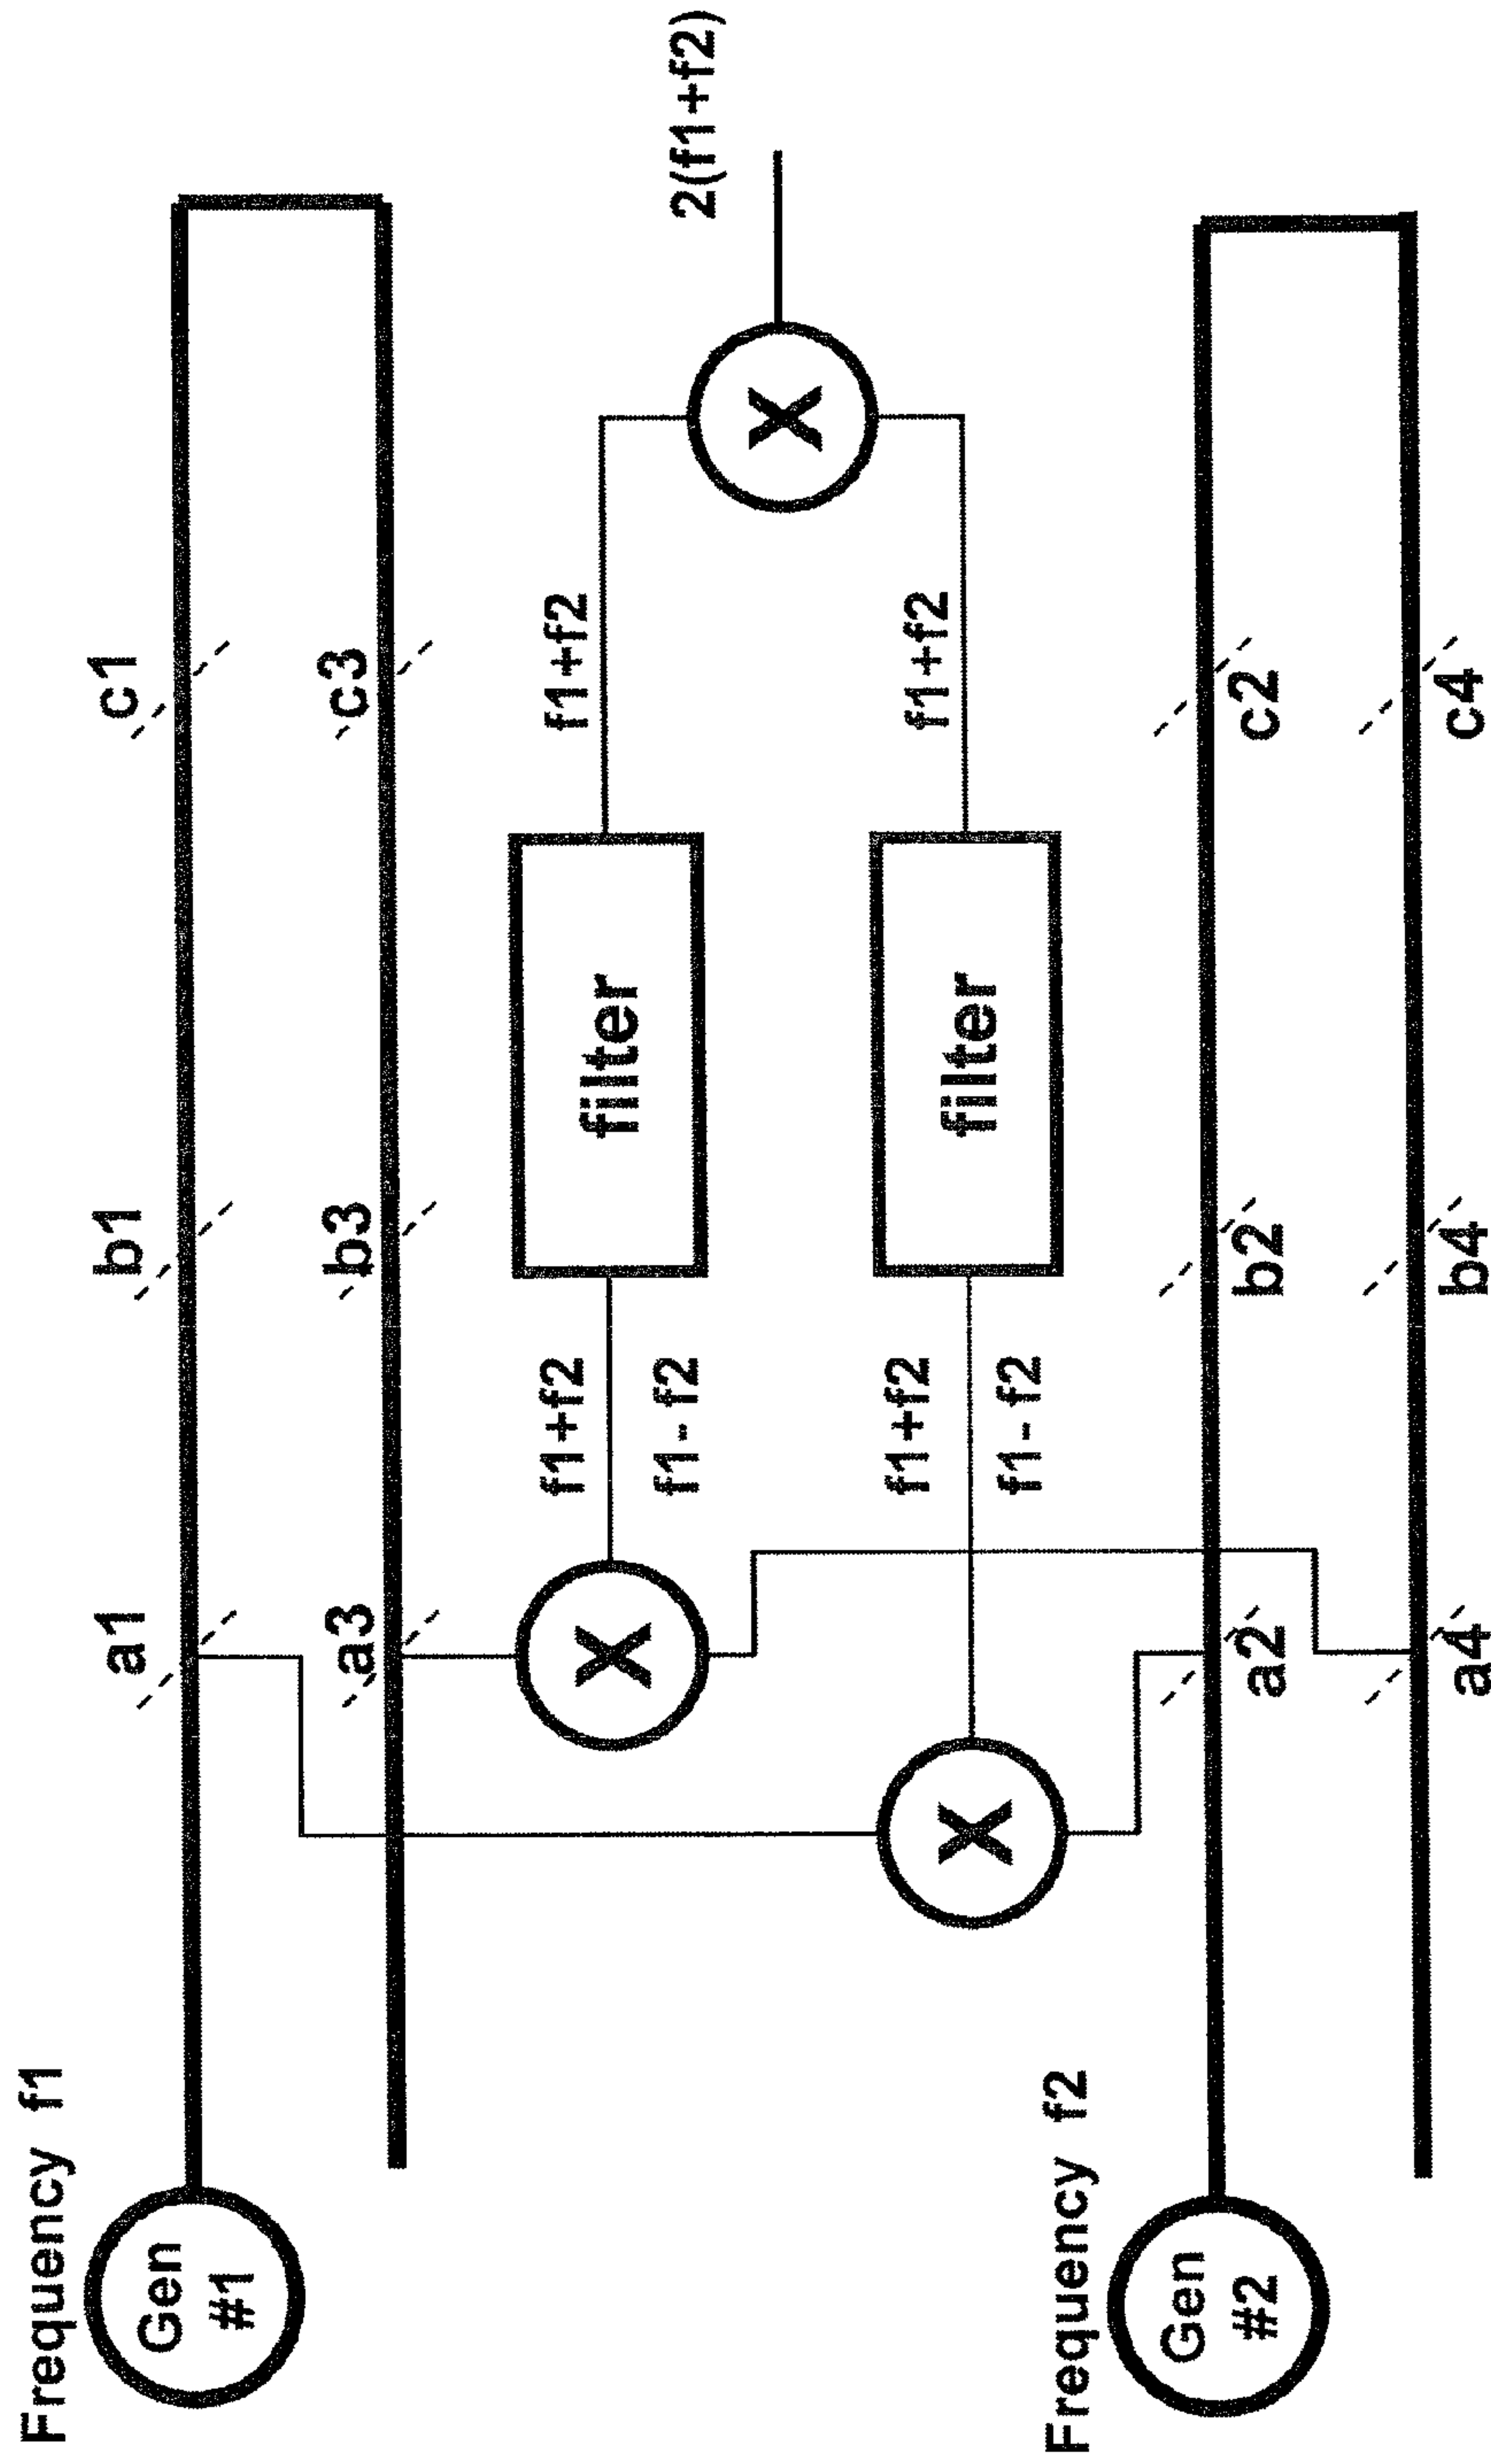 Frequency f1
Gen
#1
a1
b1
c1
a3
b3
c3
X
f1+f2
f1- f2
filter
f1+f2
X
2(f1+f2)
X
f1+f2
f1- f2
filter
f1+f2
Frequency f2
Gen
#2
a2
b2
c2
a4
b4
c4